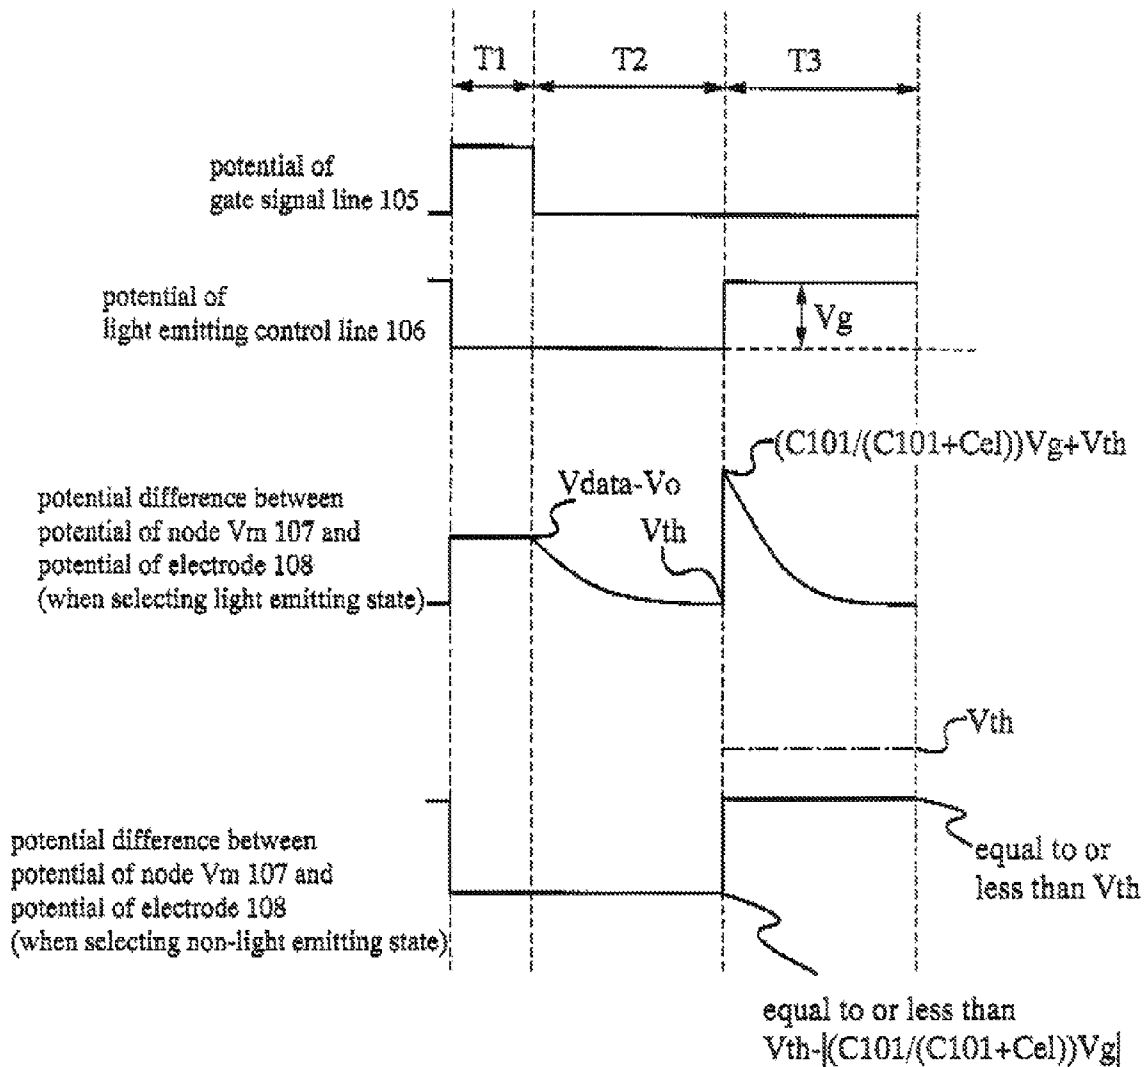 T1
T2
T3
potential of
gate signal line 105
potential of
light emitting control line 106
Vg
(C101/(C101+Cel))Vg+Vth
Vdata-Vo
Vth
potential difference between
potential of node Vm 107 and
potential of electrode 108
(when selecting light emitting state)
Vth
potential difference between
potential of node Vm 107 and
potential of electrode 108
(when selecting non-light emitting state)
equal to or
less than Vth
equal to or less than
Vth-|(C101/(C101+Cel))Vg|